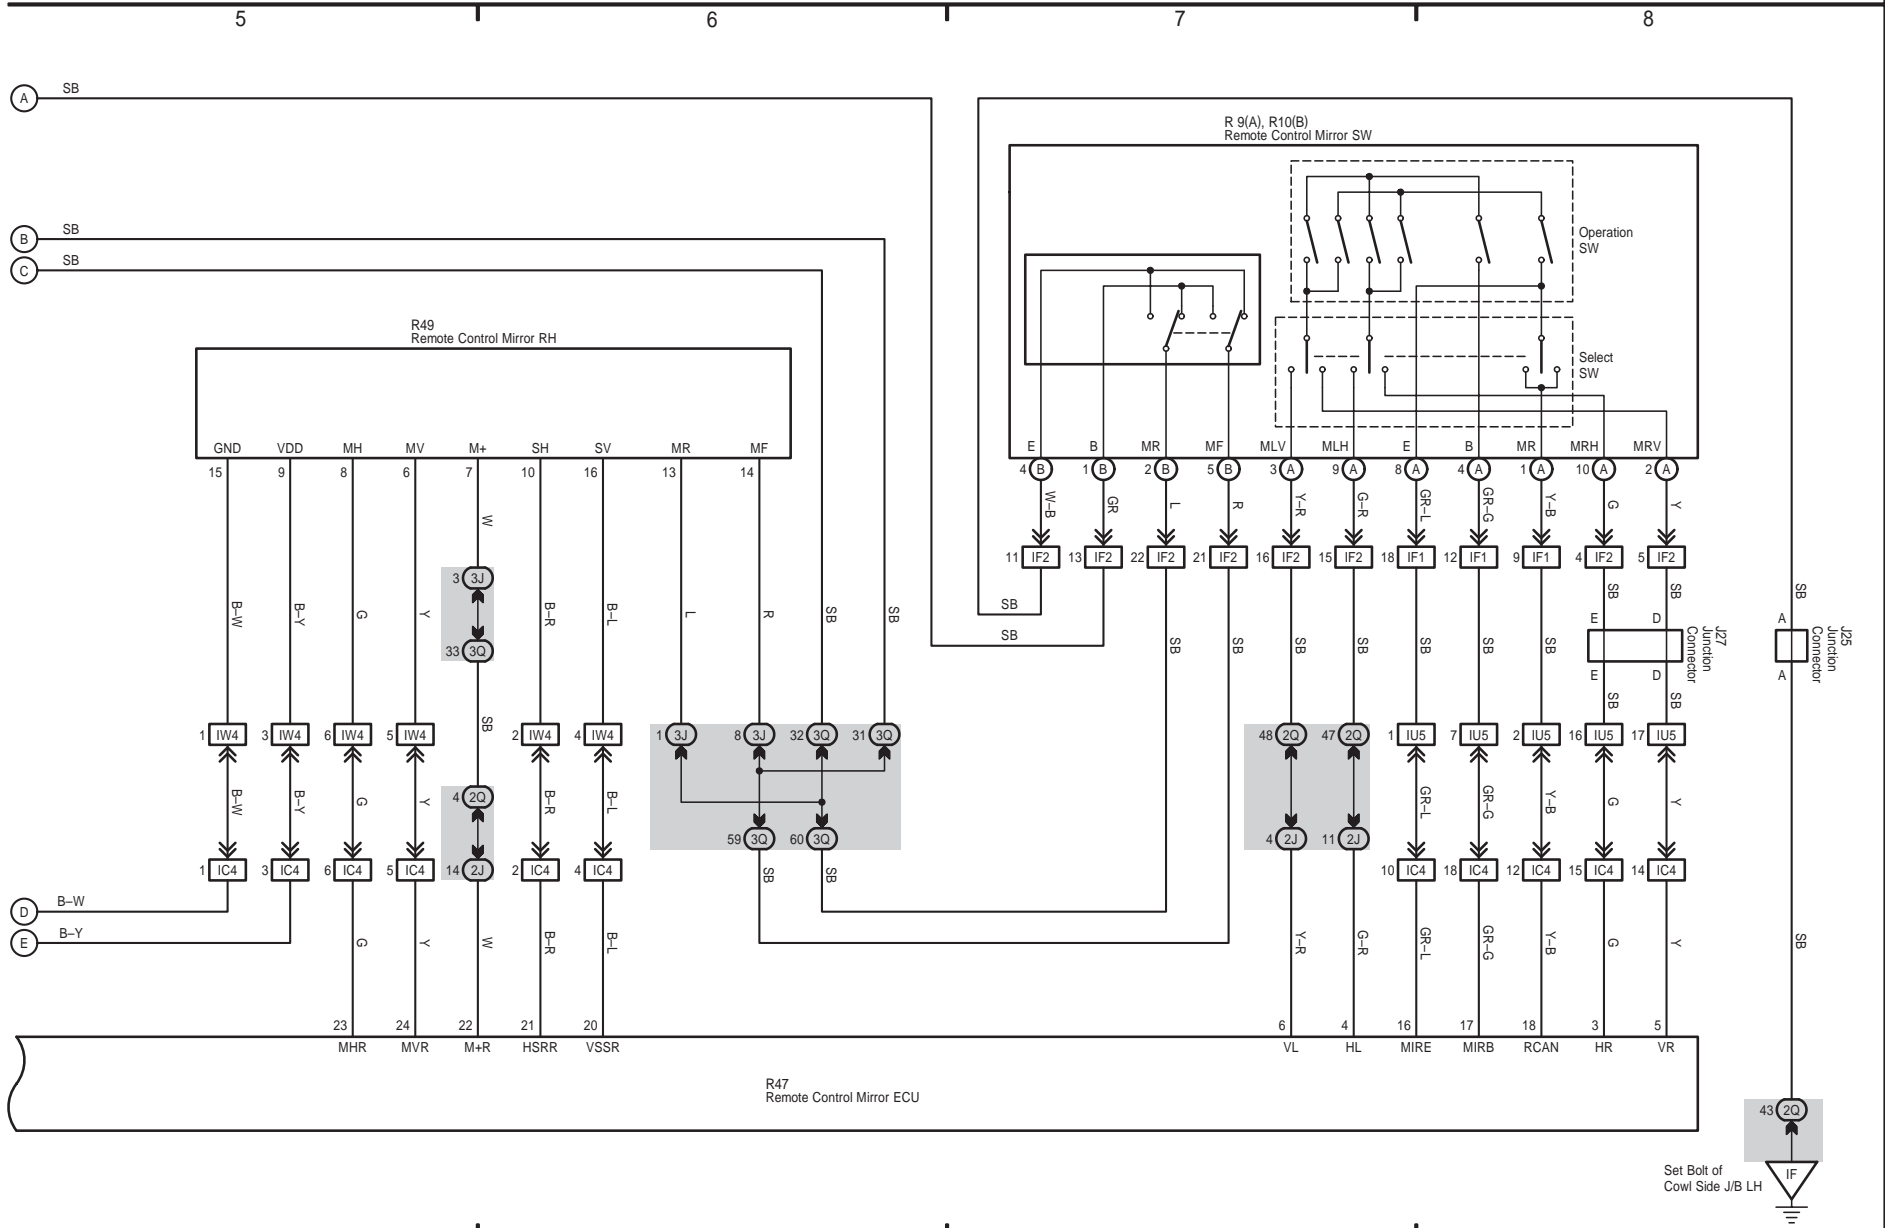 5 6 7 8
A SB
R 9(A), R10(B)
Remote Control Mirror SW
B SB
Operation
SW
C SB
R49
Remote Control Mirror RH
Select
SW
GND VDD MH MV M+ SH SV MR MF
15 9 8 6 7 10 16 13 14
E B MR MF MLV MLH E B MR MRH MRV
4 B 1 B 2 B 5 B 3 A 9 A 8 A 4 A 1 A 10 A 2 A
W–B GR L R Y–R G–R GR–L GR–G Y–B G Y
W
11 IF2 13 IF2 22 IF2 21 IF2 16 IF2 15 IF2 18 IF1 12 IF1 9 IF1 4 IF2 5 IF2
3 3J
SB SB SB
SB
B–W B–Y G Y B–R B–L L R SB SB
E D A
SB
SB SB SB SB SB SB SB
J27
Junction
Connector
J25
Junction
Connector
33 3Q
E D A
SB SB SB
1 IW4 3 IW4 6 IW4 5 IW4 2 IW4 4 IW4 1 3J 8 3J 32 3Q 31 3Q 48 2Q 47 2Q 1 IU5 7 IU5 2 IU5 16 IU5 17 IU5
4 2Q
B–W B–Y G Y B–R B–L GR–L GR–G Y–B G Y
59 3Q 60 3Q 4 2J 11 2J
1 IC4 3 IC4 6 IC4 5 IC4 14 2J 2 IC4 4 IC4 10 IC4 18 IC4 12 IC4 15 IC4 14 IC4
SB SB
D B–W
E B–Y
G Y W B–R B–L Y–R G–R GR–L GR–G Y–B G Y SB
23 24 22 21 20 6 4 16 17 18 3 5
MHR MVR M+R HSRR VSSR VL HL MIRE MIRB RCAN HR VR
R47
Remote Control Mirror ECU
43 2Q
Set Bolt of
Cowl Side J/B LH
IF